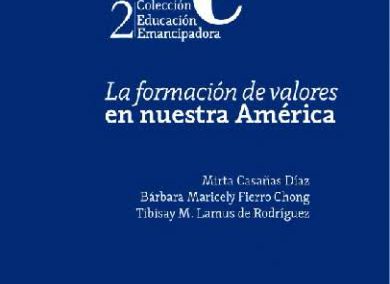 2 Colección
Educación
Emancipadora
La formación de valores
en nuestra América
Mirta Casañas Díaz
Bárbara Maricely Fierro Chong
Tibisay M. Lamus de Rodríguez